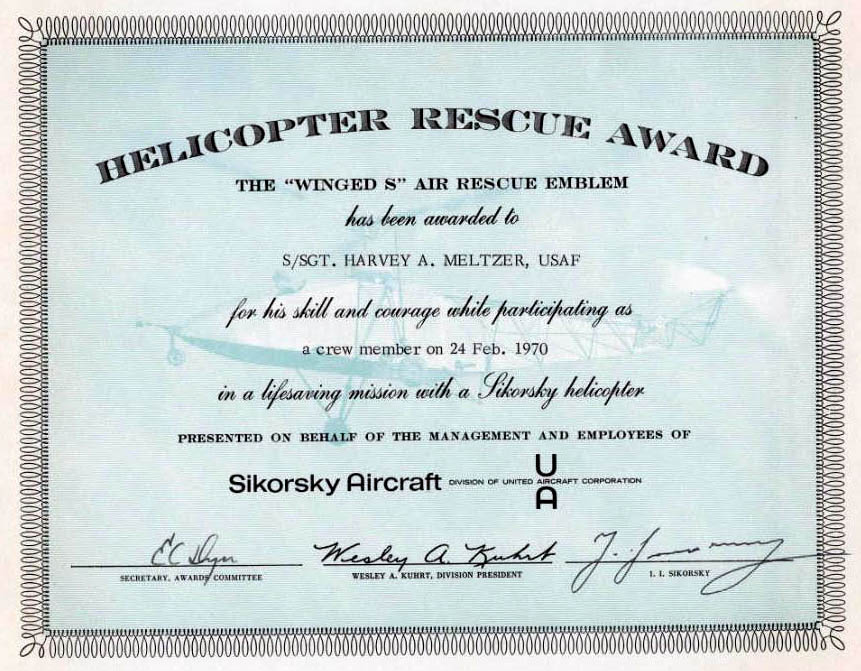 HELICOPTER RESCUE AWARD
THE "WINGED S" AIR RESCUE EMBLEM
has been awarded to
S/SGT. HARVEY A. MELTZER, USAF
for his skill and courage while participating as
a crew member on 24 Feb. 1970
in a lifesaving mission with a Sikorsky helicopter
PRESENTED ON BEHALF OF THE MANAGEMENT AND EMPLOYEES OF
Sikorsky Aircraft DIVISION OF UNITED AIRCRAFT CORPORATION
U
A
Wesley A. Kuhrt
SECRETARY, AWARDS COMMITTEE
WESLEY A. KUHRT, DIVISION PRESIDENT
I. I. SIKORSKY